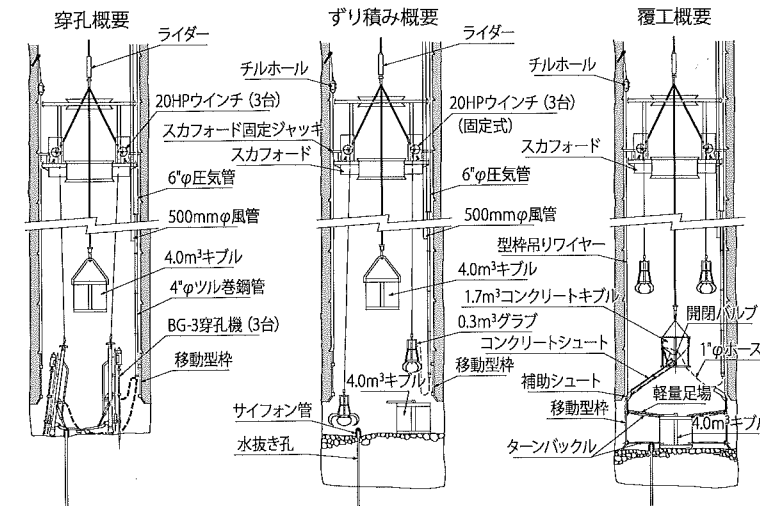 穿孔概要
ライダー
20HPウインチ（3台）
スカフォード固定ジャッキ
スカフォード
6"φ圧気管
500mmφ風管
4.0m³キブル
4"φツル巻鋼管
BG-3穿孔機（3台）
移動型枠
ずり積み概要
ライダー
チルホール
20HPウインチ（3台）
（固定式）
6"φ圧気管
500mmφ風管
4.0m³キブル
0.3m³グラブ
移動型枠
4.0m³キブル
サイフォン管
水抜き孔
覆工概要
チルホール
スカフォード
型枠吊りワイヤー
1.7m³コンクリートキブル
開閉バルブ
コンクリートシュート
1"φホース
補助シュート
軽量足場
移動型枠
4.0m³キブル
ターンバックル